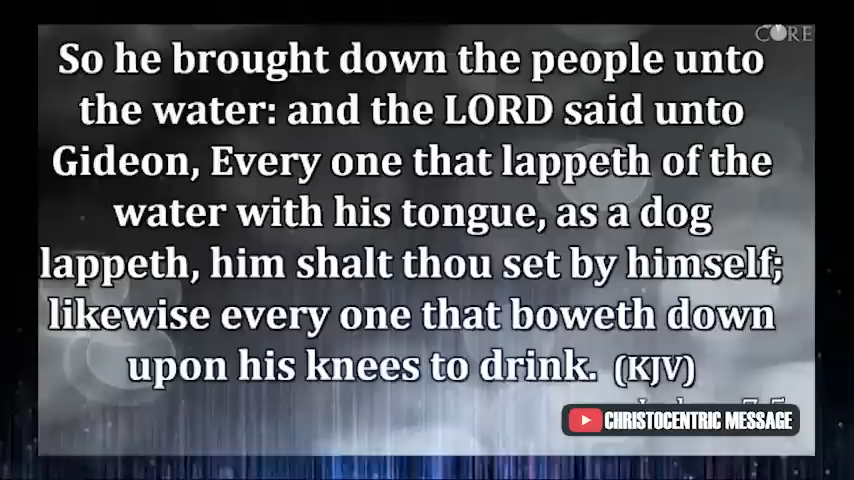 CORE
So he brought down the people unto
the water: and the LORD said unto
Gideon, Every one that lappeth of the
water with his tongue, as a dog
lappeth, him shalt thou set by himself;
likewise every one that boweth down
upon his knees to drink. (KJV)
CHRISTOCENTRIC MESSAGE